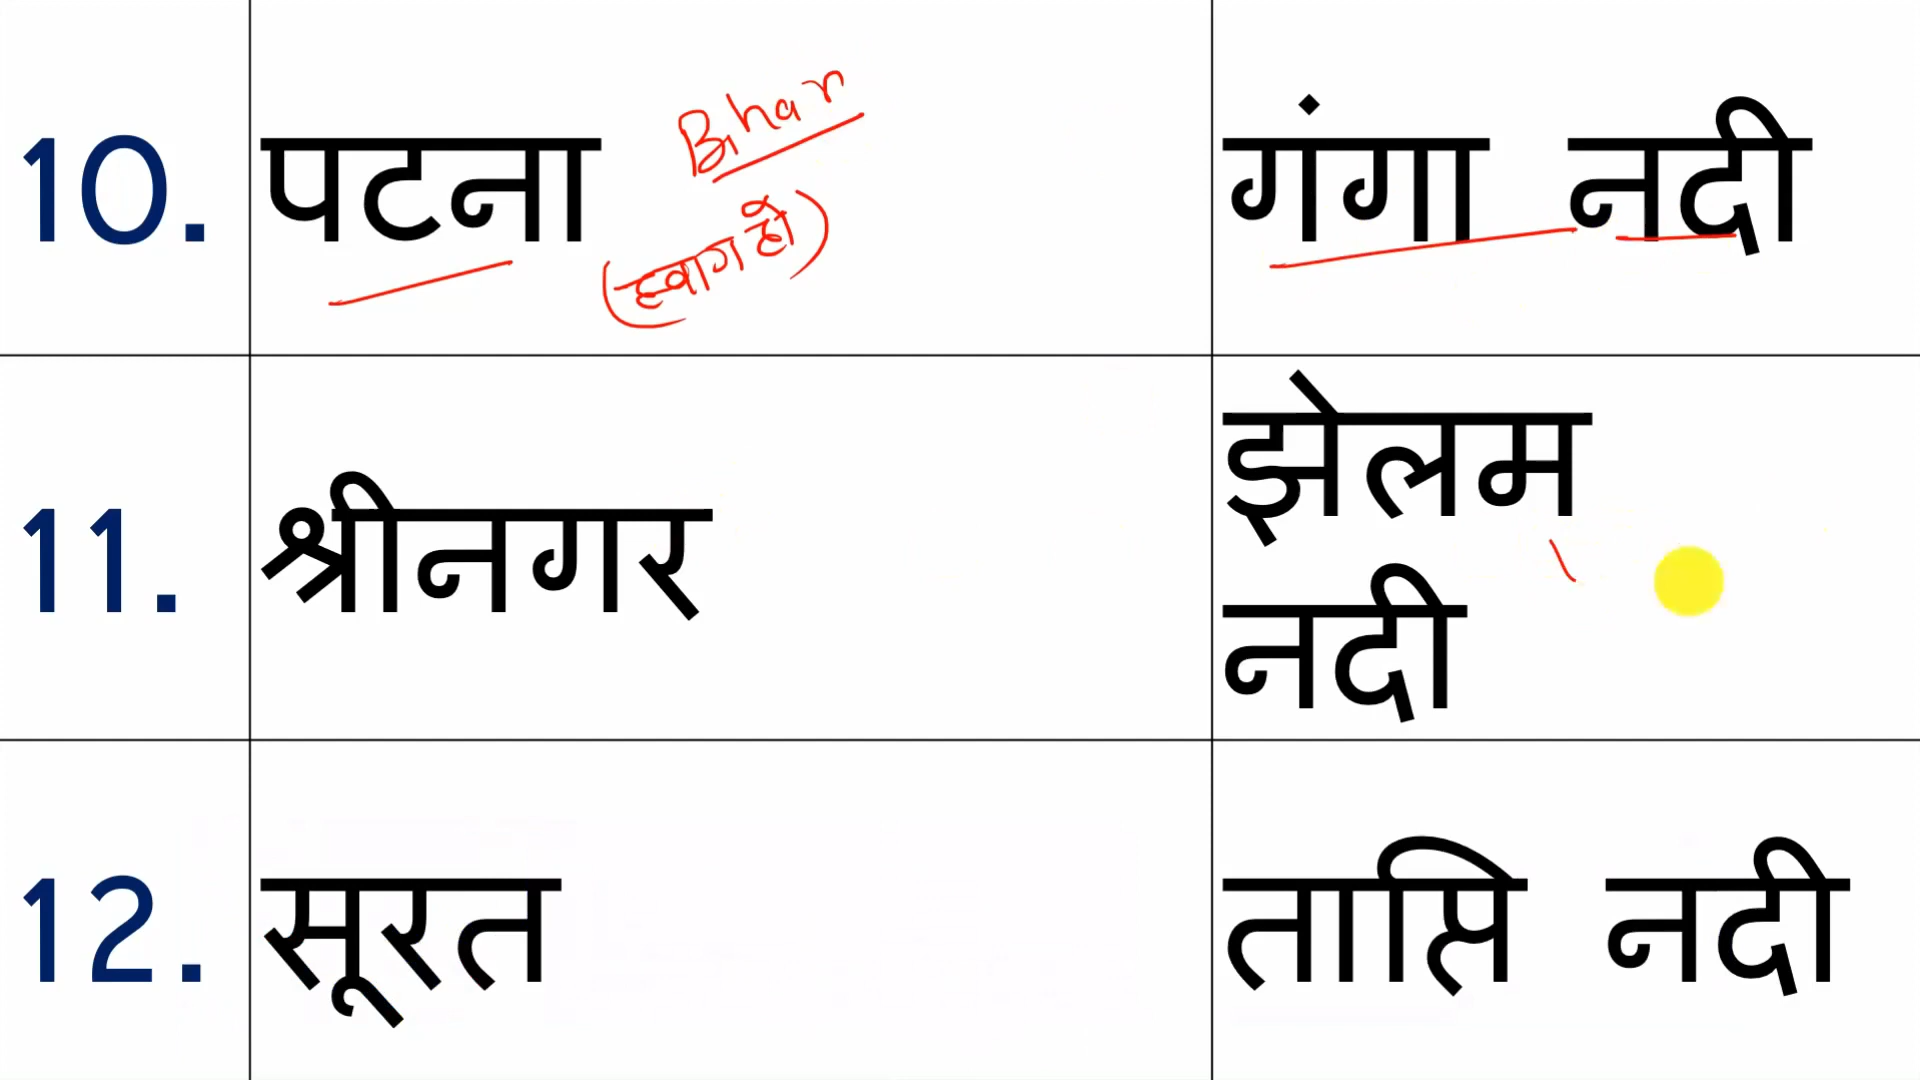 10. पटना Bihar गंगा नदी
झेलम
11. श्रीनगर
नदी
12. सूरत ताप्ति नदी